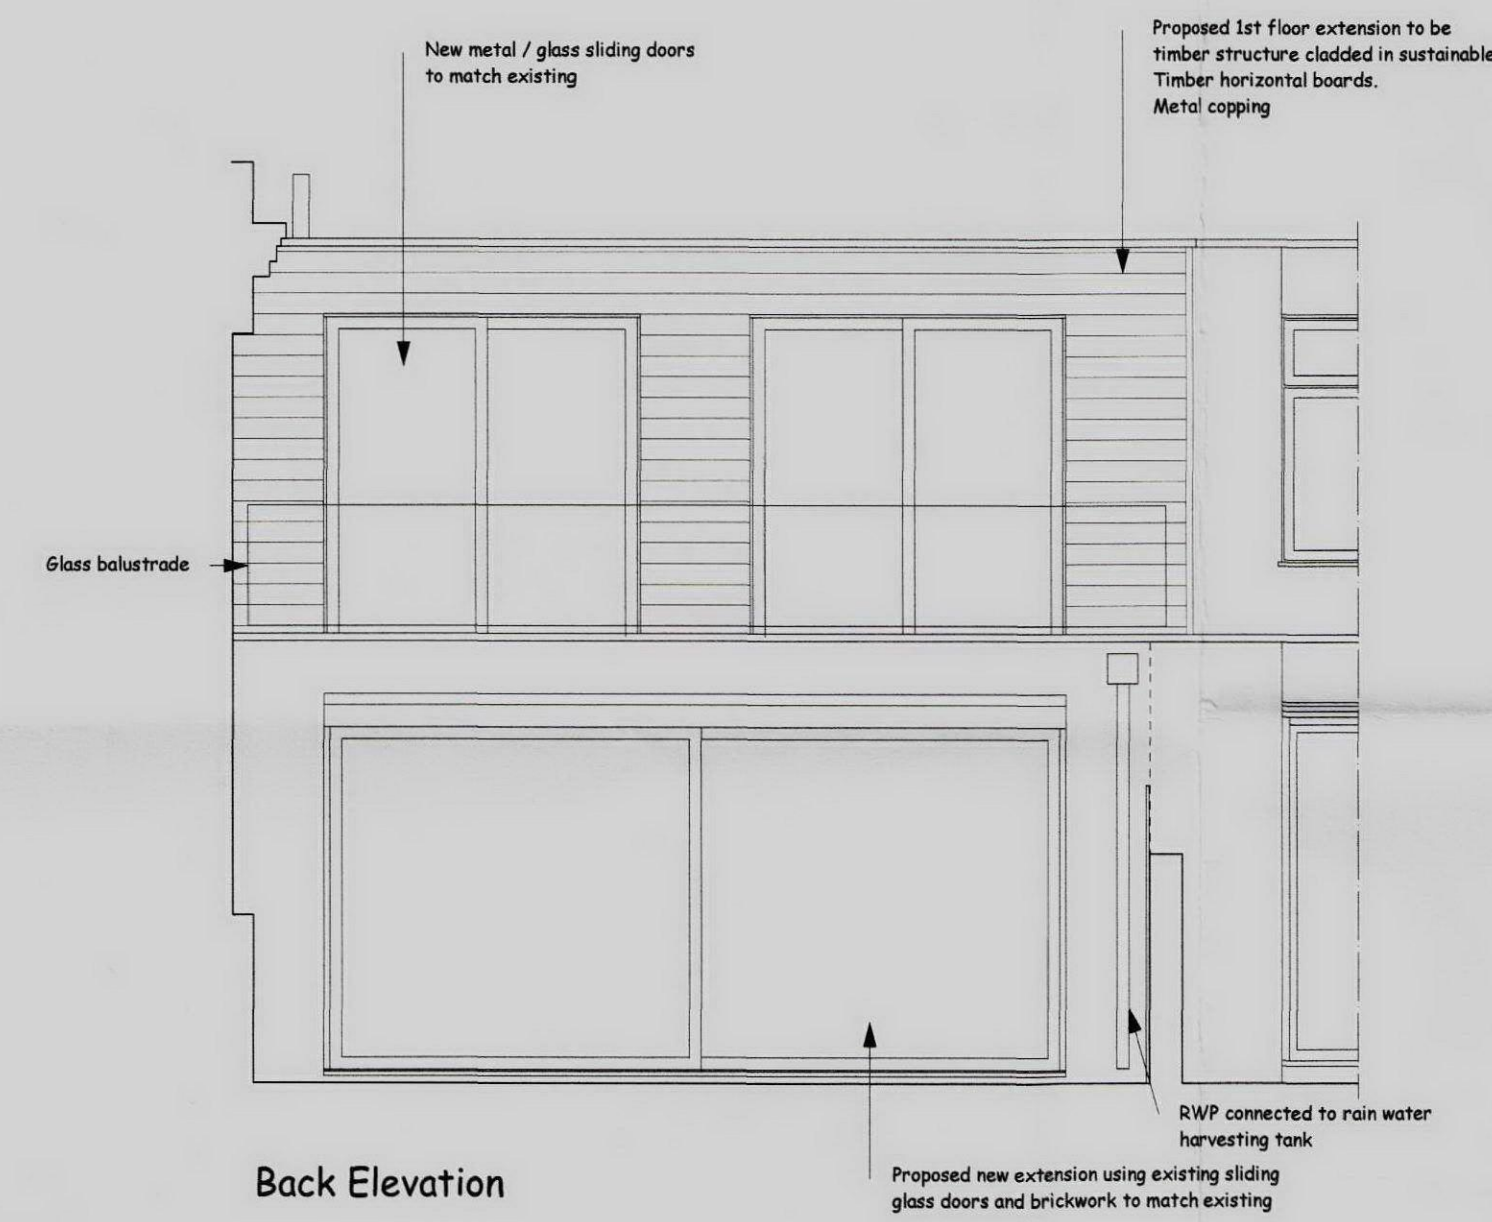 New metal / glass sliding doors
to match existing
Proposed 1st floor extension to be
timber structure cladded in sustainable
Timber horizontal boards.
Metal copping
Glass balustrade
RWP connected to rain water
harvesting tank
Proposed new extension using existing sliding
glass doors and brickwork to match existing
Back Elevation